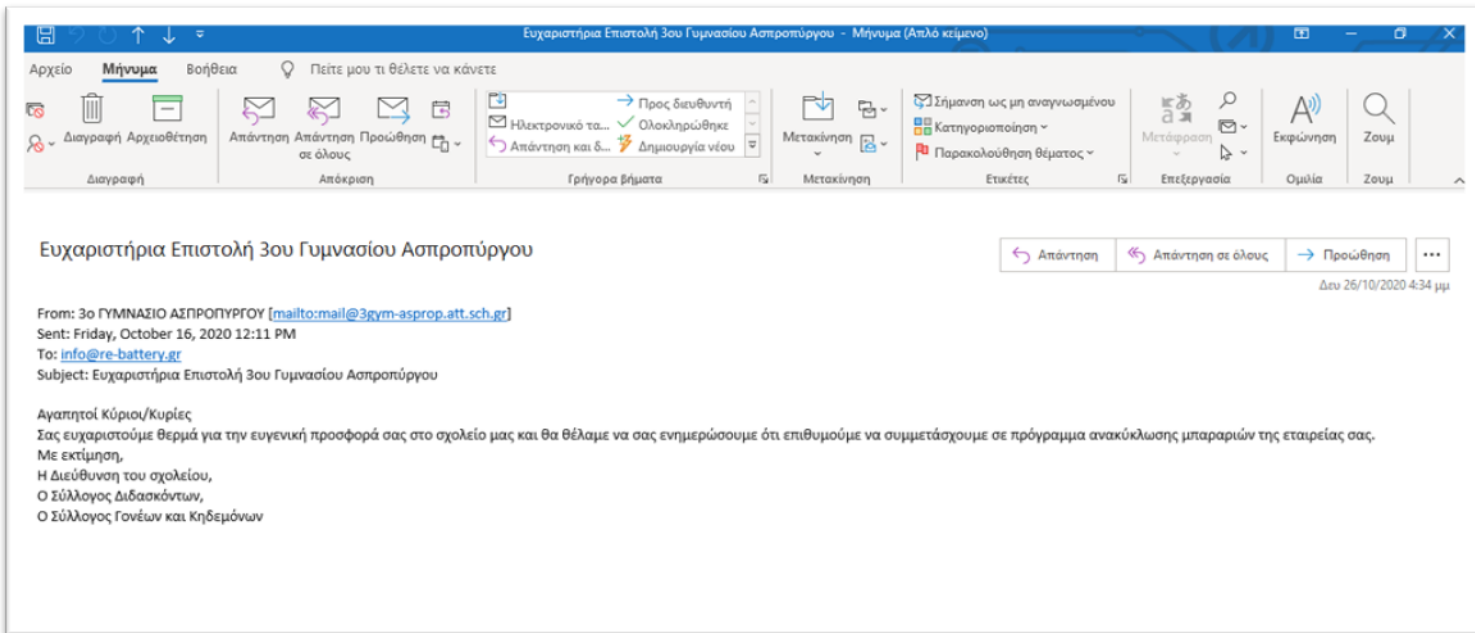 Ευχαριστήρια Επιστολή 3ου Γυμνασίου Ασπροπύργου - Μήνυμα (Απλό κείμενο)
Αρχείο Μήνυμα Βοήθεια Πείτε μου τι θέλετε να κάνετε
Διαγραφή Αρχειοθέτηση
Απάντηση Απάντηση σε όλους Προώθηση
Προς διευθυντή
Ηλεκτρονικό τα... Ολοκληρώθηκε
Απάντηση και δ... Δημιουργία νέου
Μετακίνηση
Σήμανση ως μη αναγνωσμένου
Κατηγοριοποίηση
Παρακολούθηση θέματος
Μετάφραση
Εκφώνηση
Ζουμ
Διαγραφή Απόκριση Γρήγορα βήματα Μετακίνηση Ετικέτες Επεξεργασία Ομιλία Ζουμ
Ευχαριστήρια Επιστολή 3ου Γυμνασίου Ασπροπύργου
Απάντηση Απάντηση σε όλους Προώθηση
Δευ 26/10/2020 4:34 μμ
From: 3ο ΓΥΜΝΑΣΙΟ ΑΣΠΡΟΠΥΡΓΟΥ [mailto:mail@3gym-asprop.att.sch.gr]
Sent: Friday, October 16, 2020 12:11 PM
To: info@re-battery.gr
Subject: Ευχαριστήρια Επιστολή 3ου Γυμνασίου Ασπροπύργου
Αγαπητοί Κύριοι/Κυρίες
Σας ευχαριστούμε θερμά για την ευγενική προσφορά σας στο σχολείο μας και θα θέλαμε να σας ενημερώσουμε ότι επιθυμούμε να συμμετάσχουμε σε πρόγραμμα ανακύκλωσης μπαραριών της εταιρείας σας.
Με εκτίμηση,
Η Διεύθυνση του σχολείου,
Ο Σύλλογος Διδασκόντων,
Ο Σύλλογος Γονέων και Κηδεμόνων